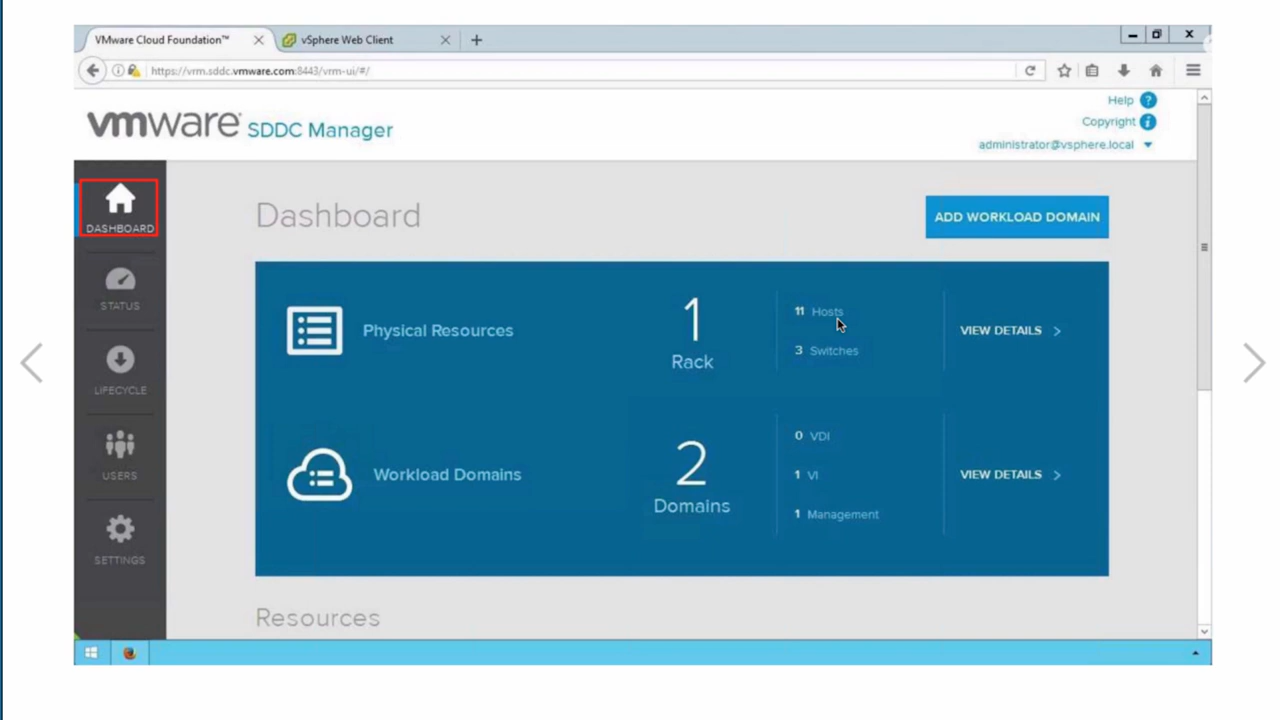 VMware Cloud Foundation™
vSphere Web Client
https://vrm.sddc.vmware.com:8443/vrm-ui/#/
Help ?
Copyright i
administrator@vsphere.local
vmware SDDC Manager
DASHBOARD
STATUS
LIFECYCLE
USERS
SETTINGS
Dashboard
ADD WORKLOAD DOMAIN
Physical Resources
1
Rack
11 Hosts
3 Switches
VIEW DETAILS
Workload Domains
2
Domains
0 VDI
1 VI
1 Management
VIEW DETAILS
Resources